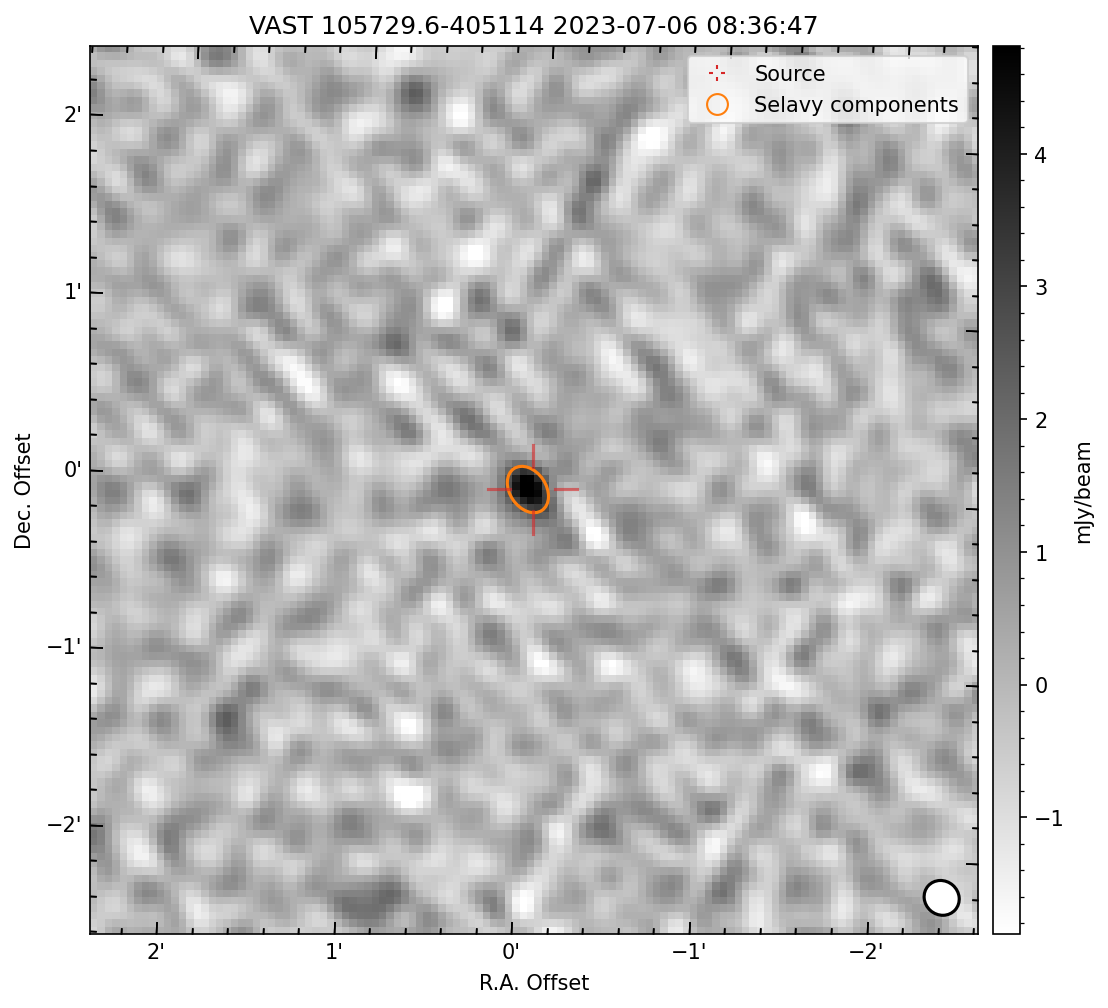 VAST 105729.6-405114 2023-07-06 08:36:47
Source
Selavy components
2'
1'
0'
−1'
−2'
Dec. Offset
2'
1'
0'
−1'
−2'
R.A. Offset
4
3
2
1
0
−1
mJy/beam